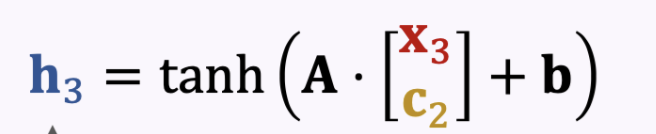 h₃ = tanh (A · [x₃ c₂] + b)